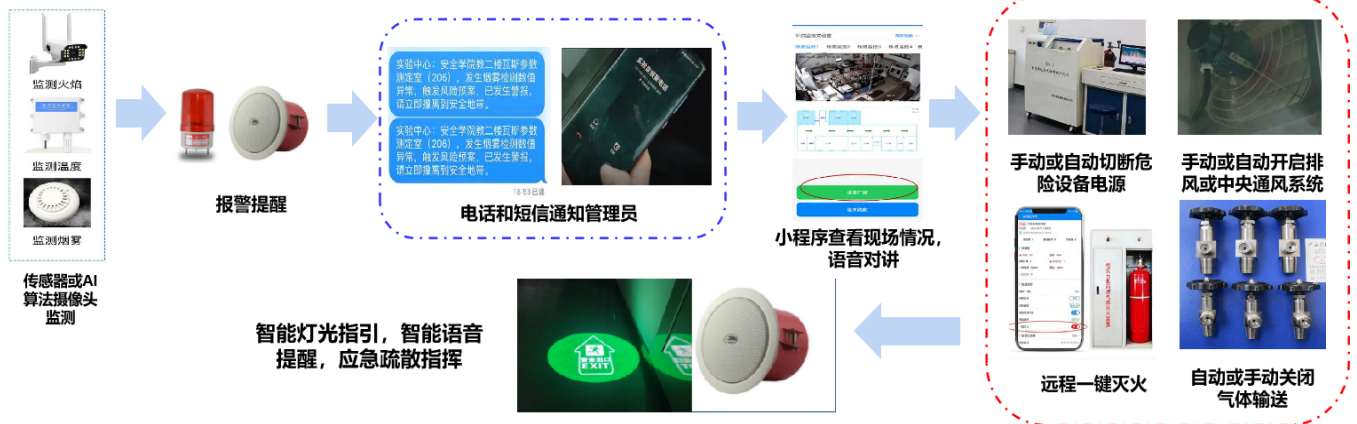 监测火焰
监测温度
监测烟雾
传感器或AI
算法摄像头
监测
报警提醒
实验中心：安全学院教二楼瓦斯参数
测定室（206），发生烟雾检测数值
异常，触发风险预案，已发生警报，
请立即撤离到安全地带。
实验中心：安全学院教二楼瓦斯参数
测定室（206），发生烟雾检测数值
异常，触发风险预案，已发生警报，
请立即撤离到安全地带。
18:53已读
电话和短信通知管理员
小程序查看现场情况，
语音对讲
手动或自动切断危
险设备电源
手动或自动开启排
风或中央通风系统
远程一键灭火
自动或手动关闭
气体输送
智能灯光指引，智能语音
提醒，应急疏散指挥
安全出口
EXIT